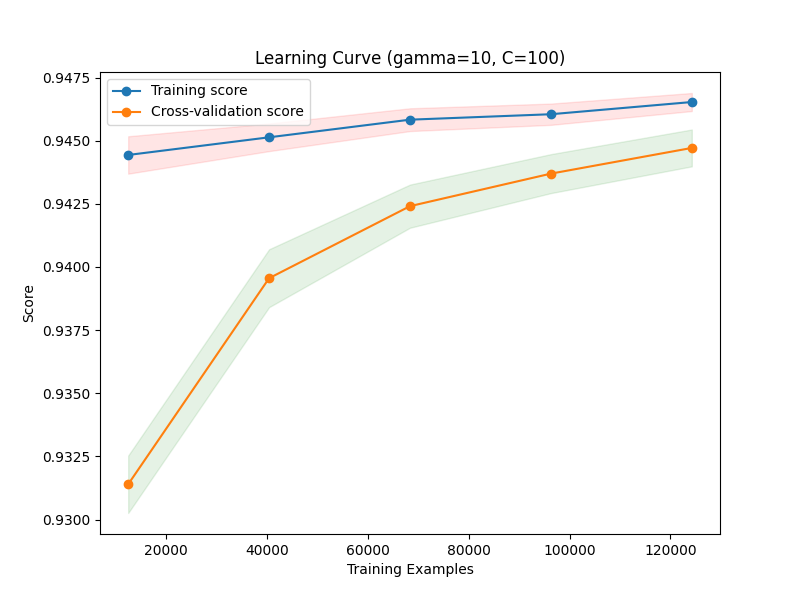 Learning Curve (gamma=10, C=100)
Training score
Cross-validation score
0.9475
0.9450
0.9425
0.9400
0.9375
0.9350
0.9325
0.9300
Score
20000 40000 60000 80000 100000 120000
Training Examples